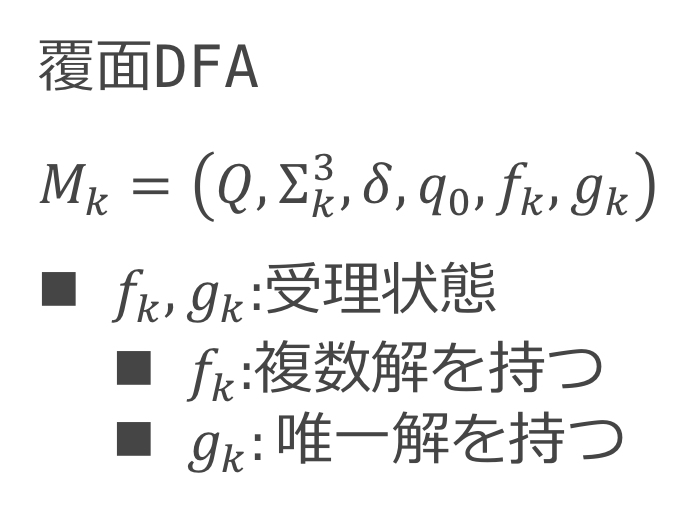 覆面DFA
M_k = (Q, Σ_k^3, δ, q_0, f_k, g_k)
■ f_k, g_k:受理状態
■ f_k:複数解を持つ
■ g_k:唯一解を持つ